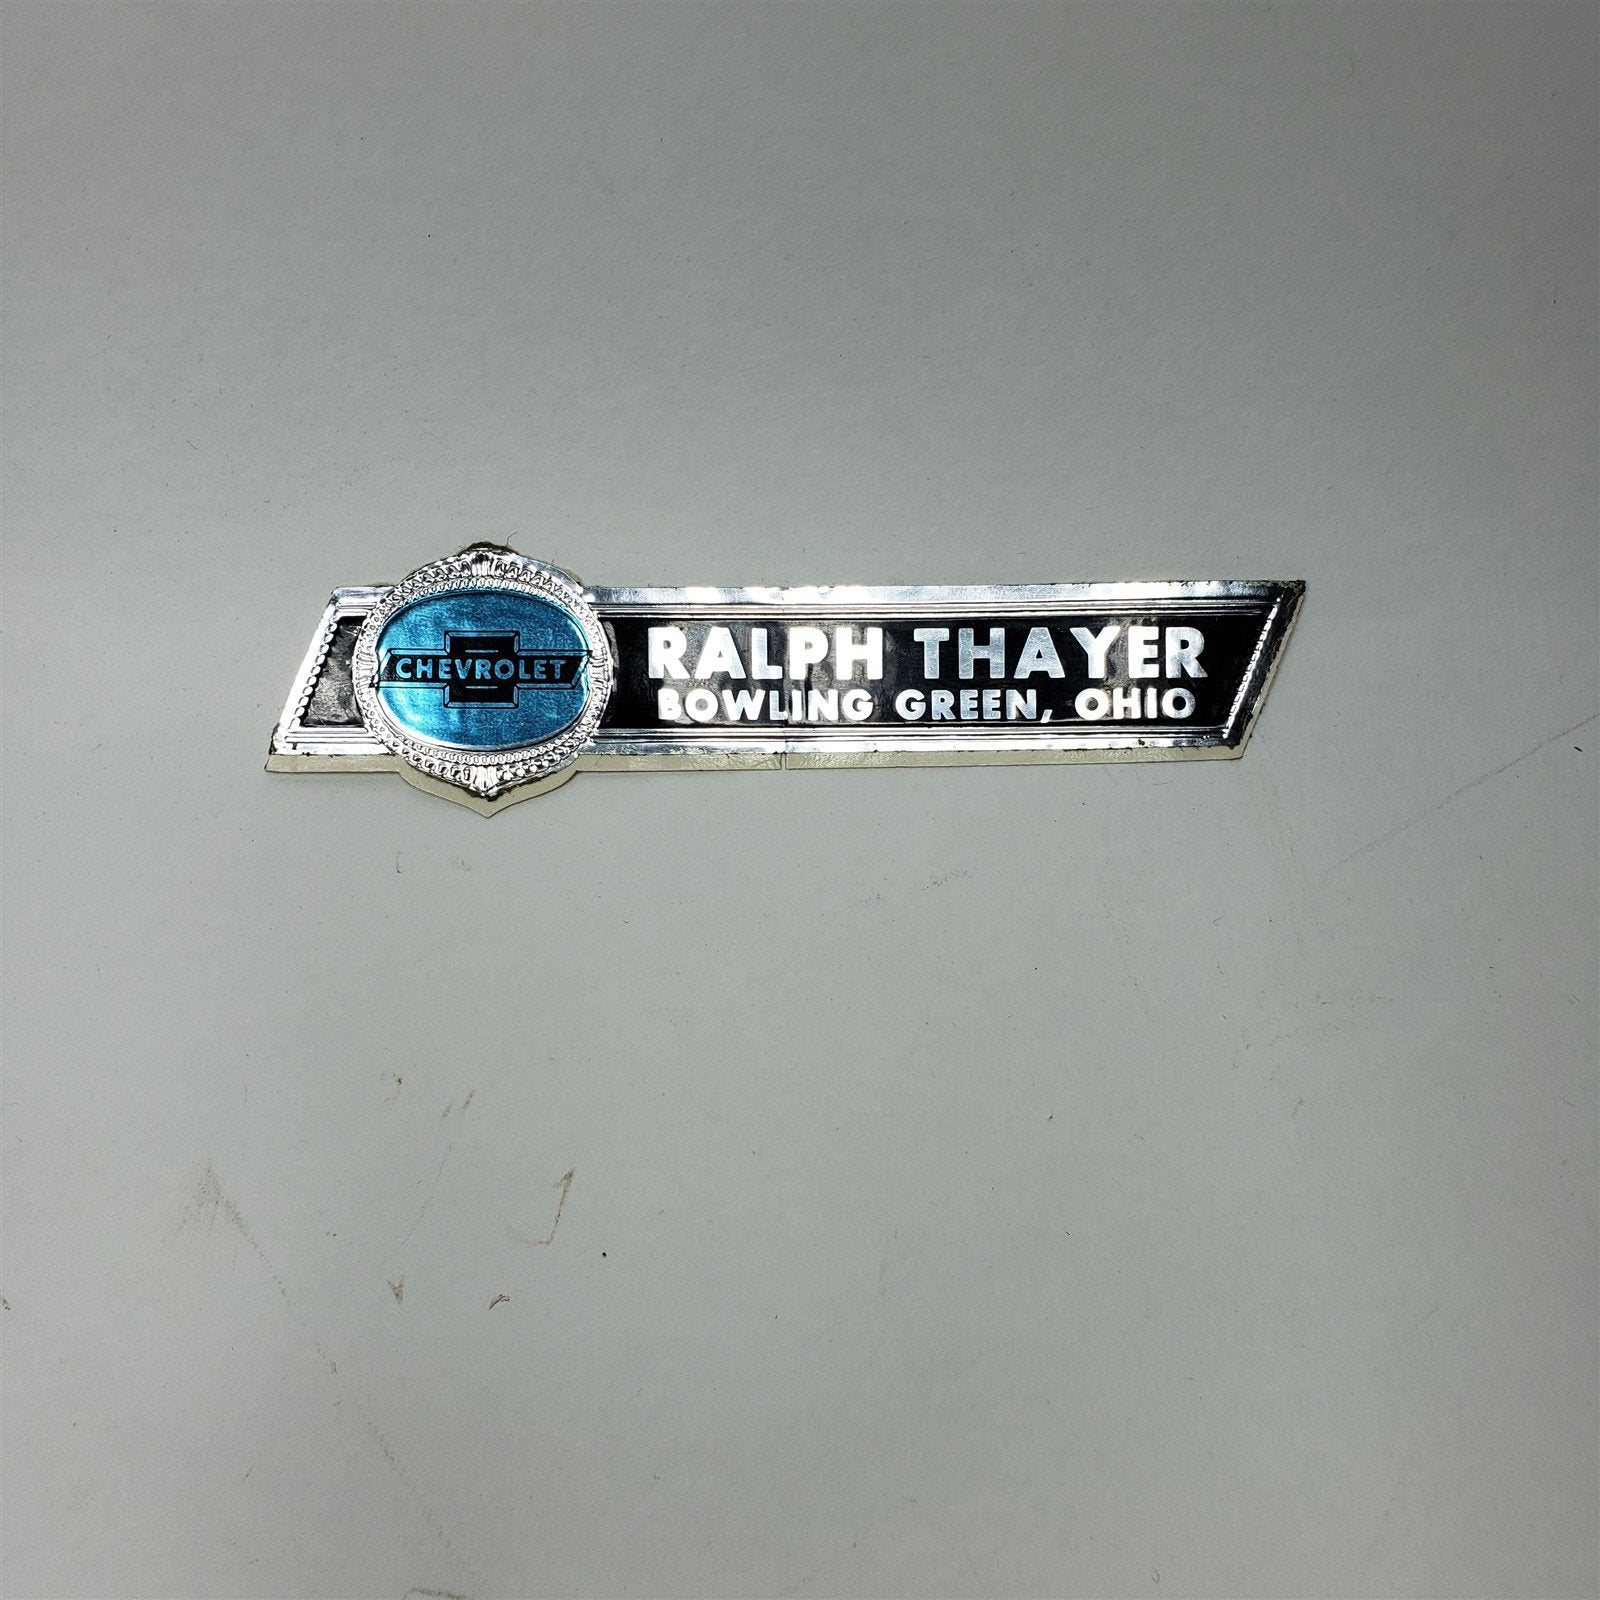 CHEVROLET
RALPH THAYER
BOWLING GREEN, OHIO